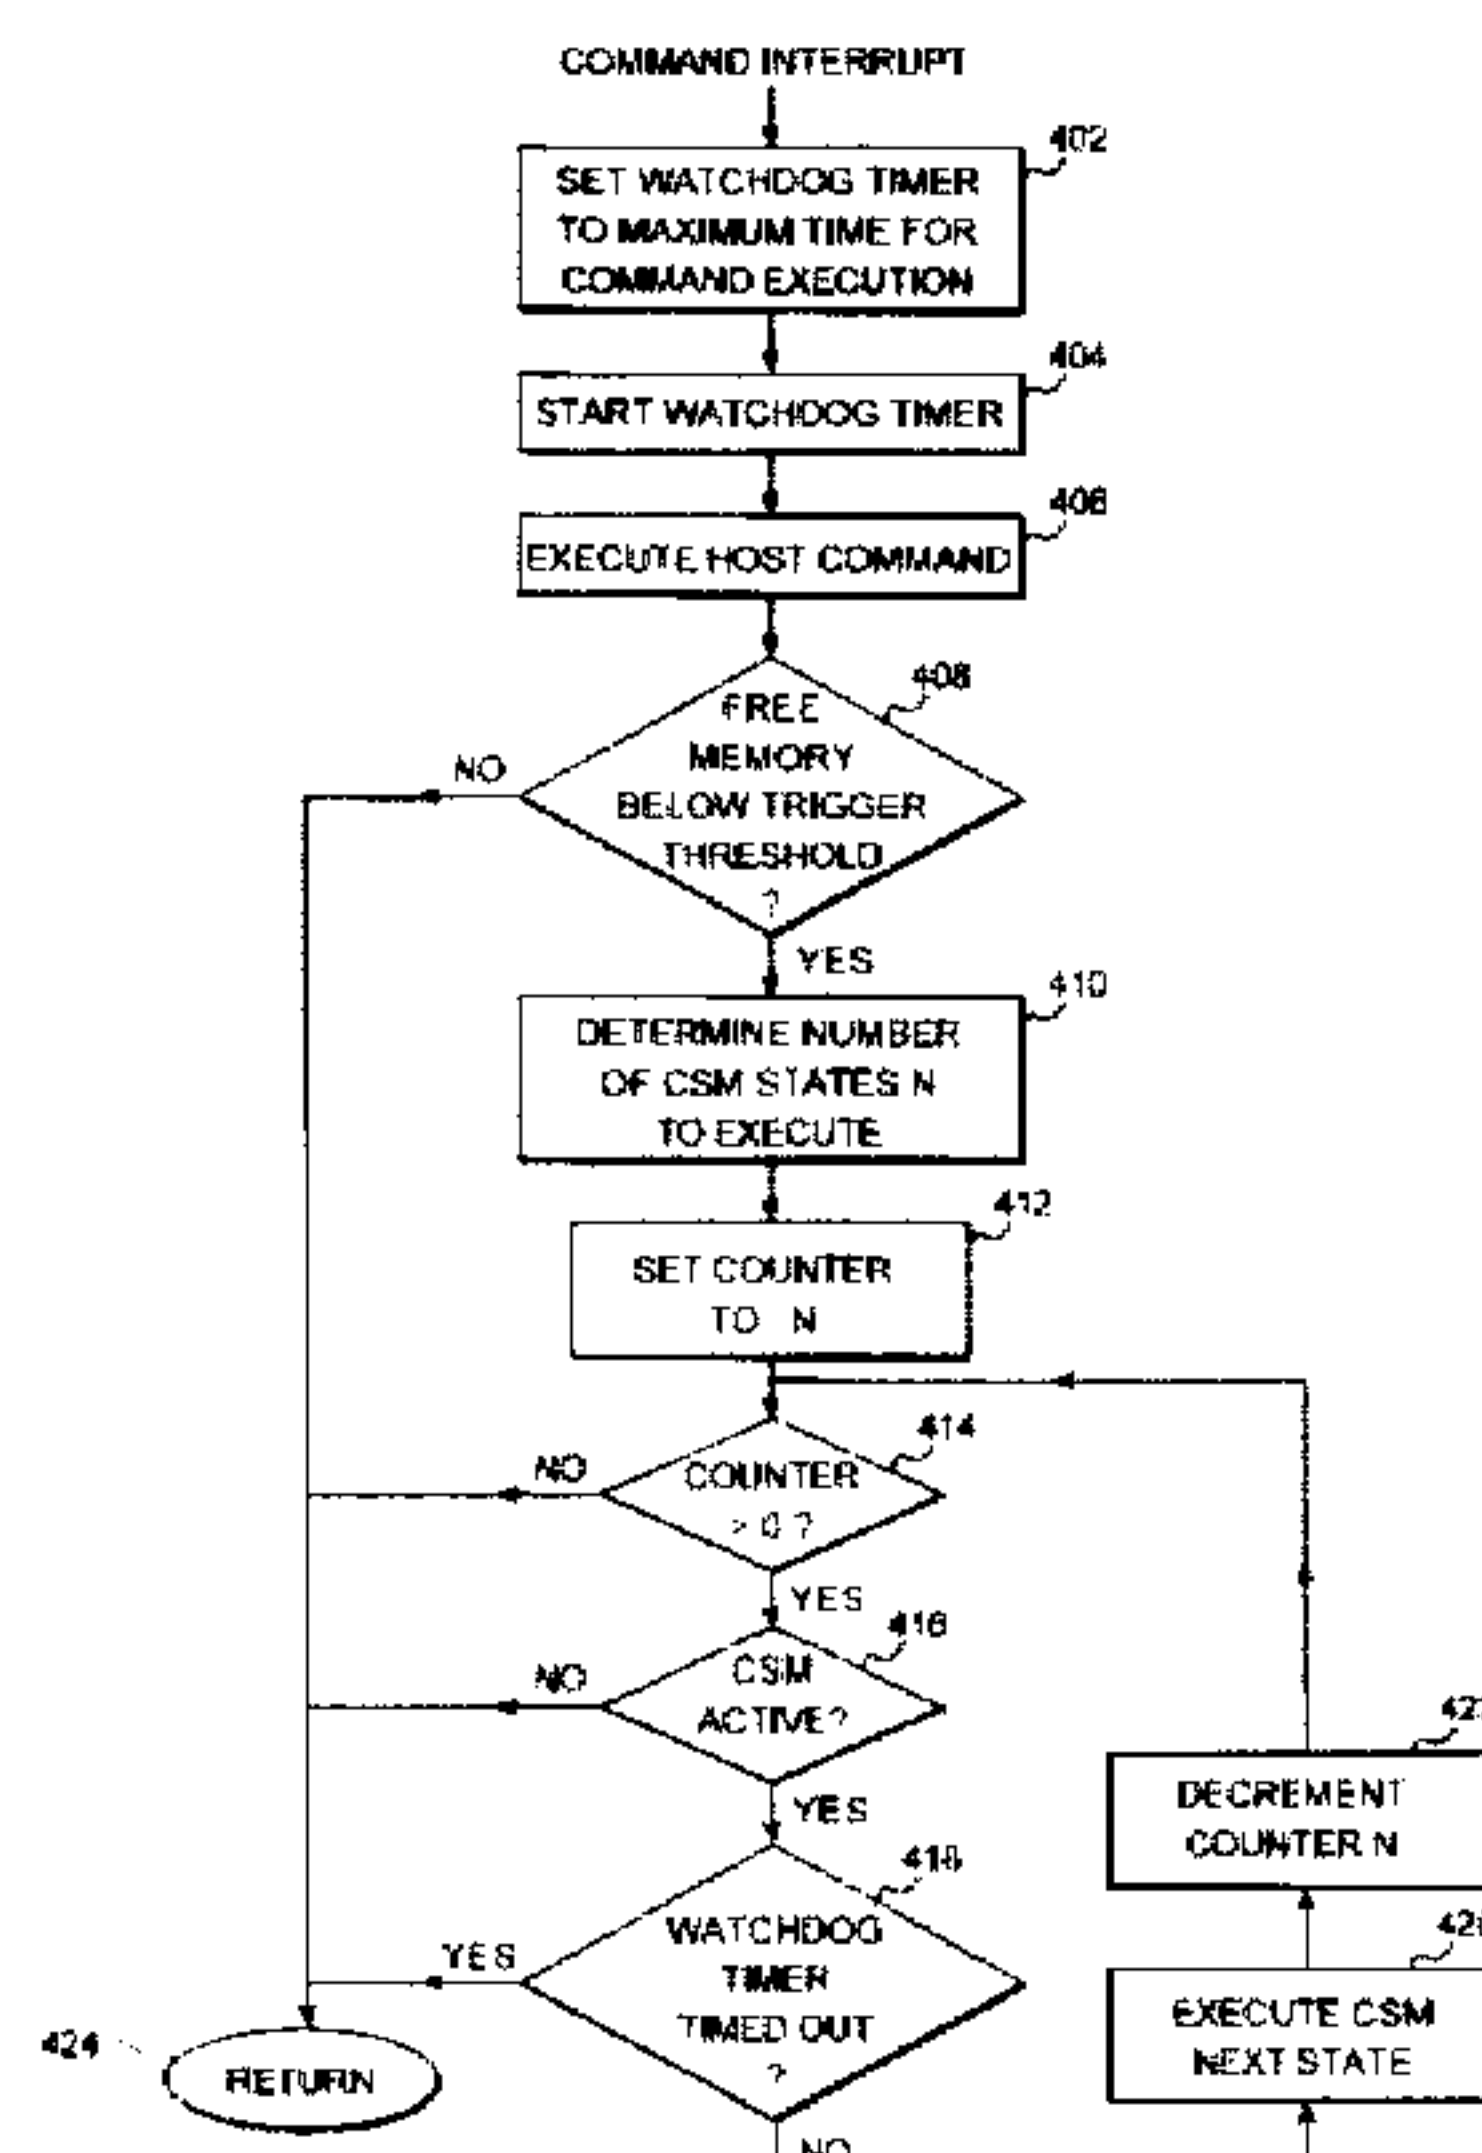 COMMAND INTERRUPT
402
SET WATCHDOG TIMER
TO MAXIMUM TIME FOR
COMMAND EXECUTION
404
START WATCHDOG TIMER
406
EXECUTE HOST COMMAND
408
FREE
MEMORY
BELOW TRIGGER
THRESHOLD
?
NO
YES
410
DETERMINE NUMBER
OF CSM STATES N
TO EXECUTE
412
SET COUNTER
TO N
414
COUNTER
> 0 ?
NO
YES
416
CSM
ACTIVE?
NO
YES
418
WATCHDOG
TIMER
TIMED OUT
?
YES
NO
DECREMENT
COUNTER N
EXECUTE CSM
NEXT STATE
424
RETURN